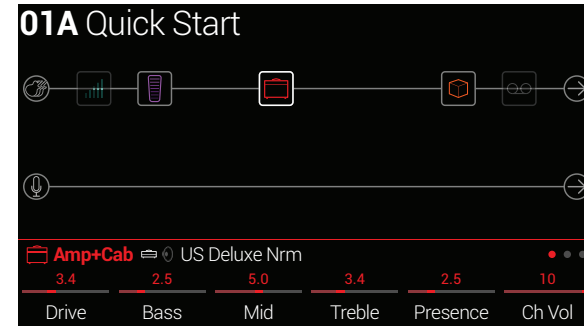 01A Quick Start
Amp+Cab US Deluxe Nrm
3.4 2.5 5.0 3.4 2.5 10
Drive Bass Mid Treble Presence Ch Vol